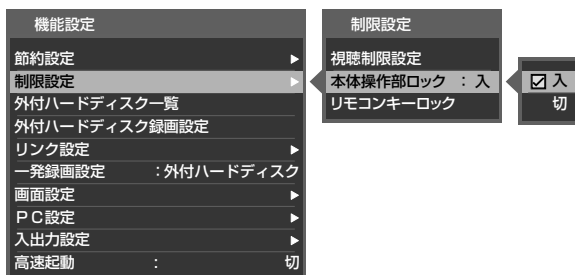 機能設定
節約設定
制限設定
外付ハードディスク一覧
外付ハードディスク録画設定
リンク設定
一発録画設定 :外付ハードディスク
画面設定
PC設定
入出力設定
高速起動 : 切
制限設定
視聴制限設定
本体操作部ロック : 入
リモコンキーロック
入
切